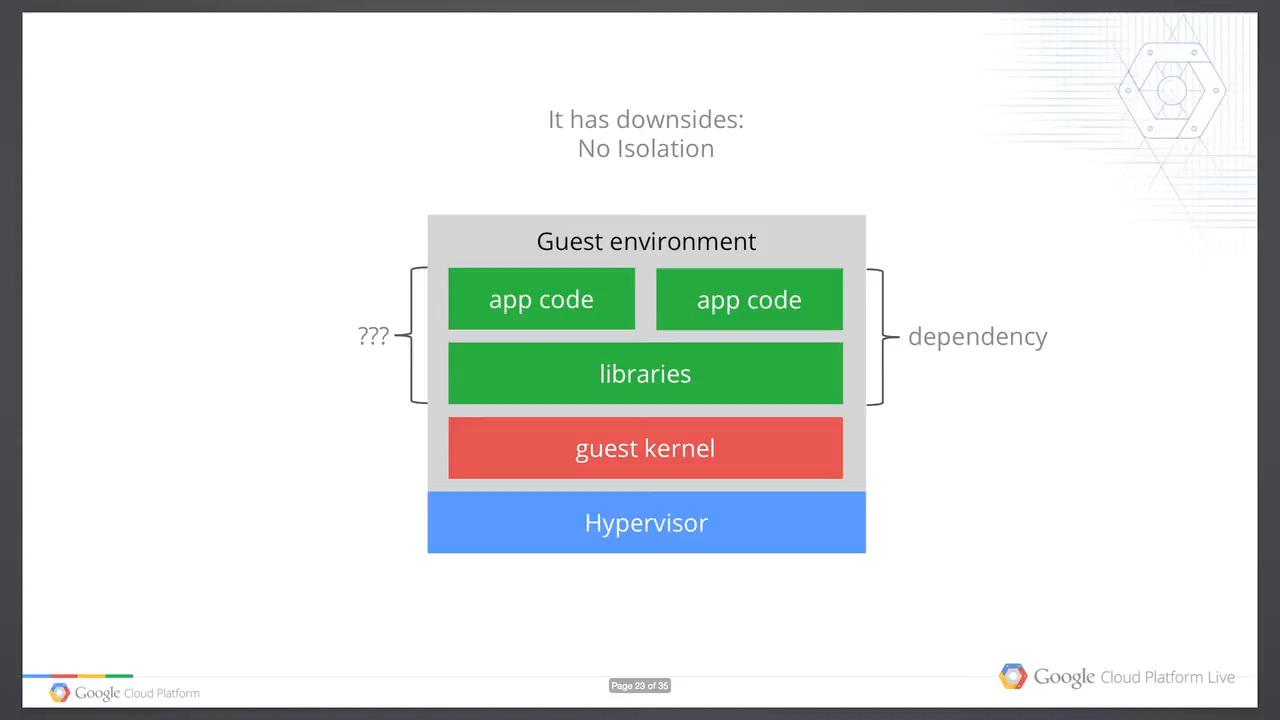 It has downsides:
No Isolation
Guest environment
app code
app code
???
dependency
libraries
guest kernel
Hypervisor
Google Cloud Platform
Page 23 of 35
Google Cloud Platform Live